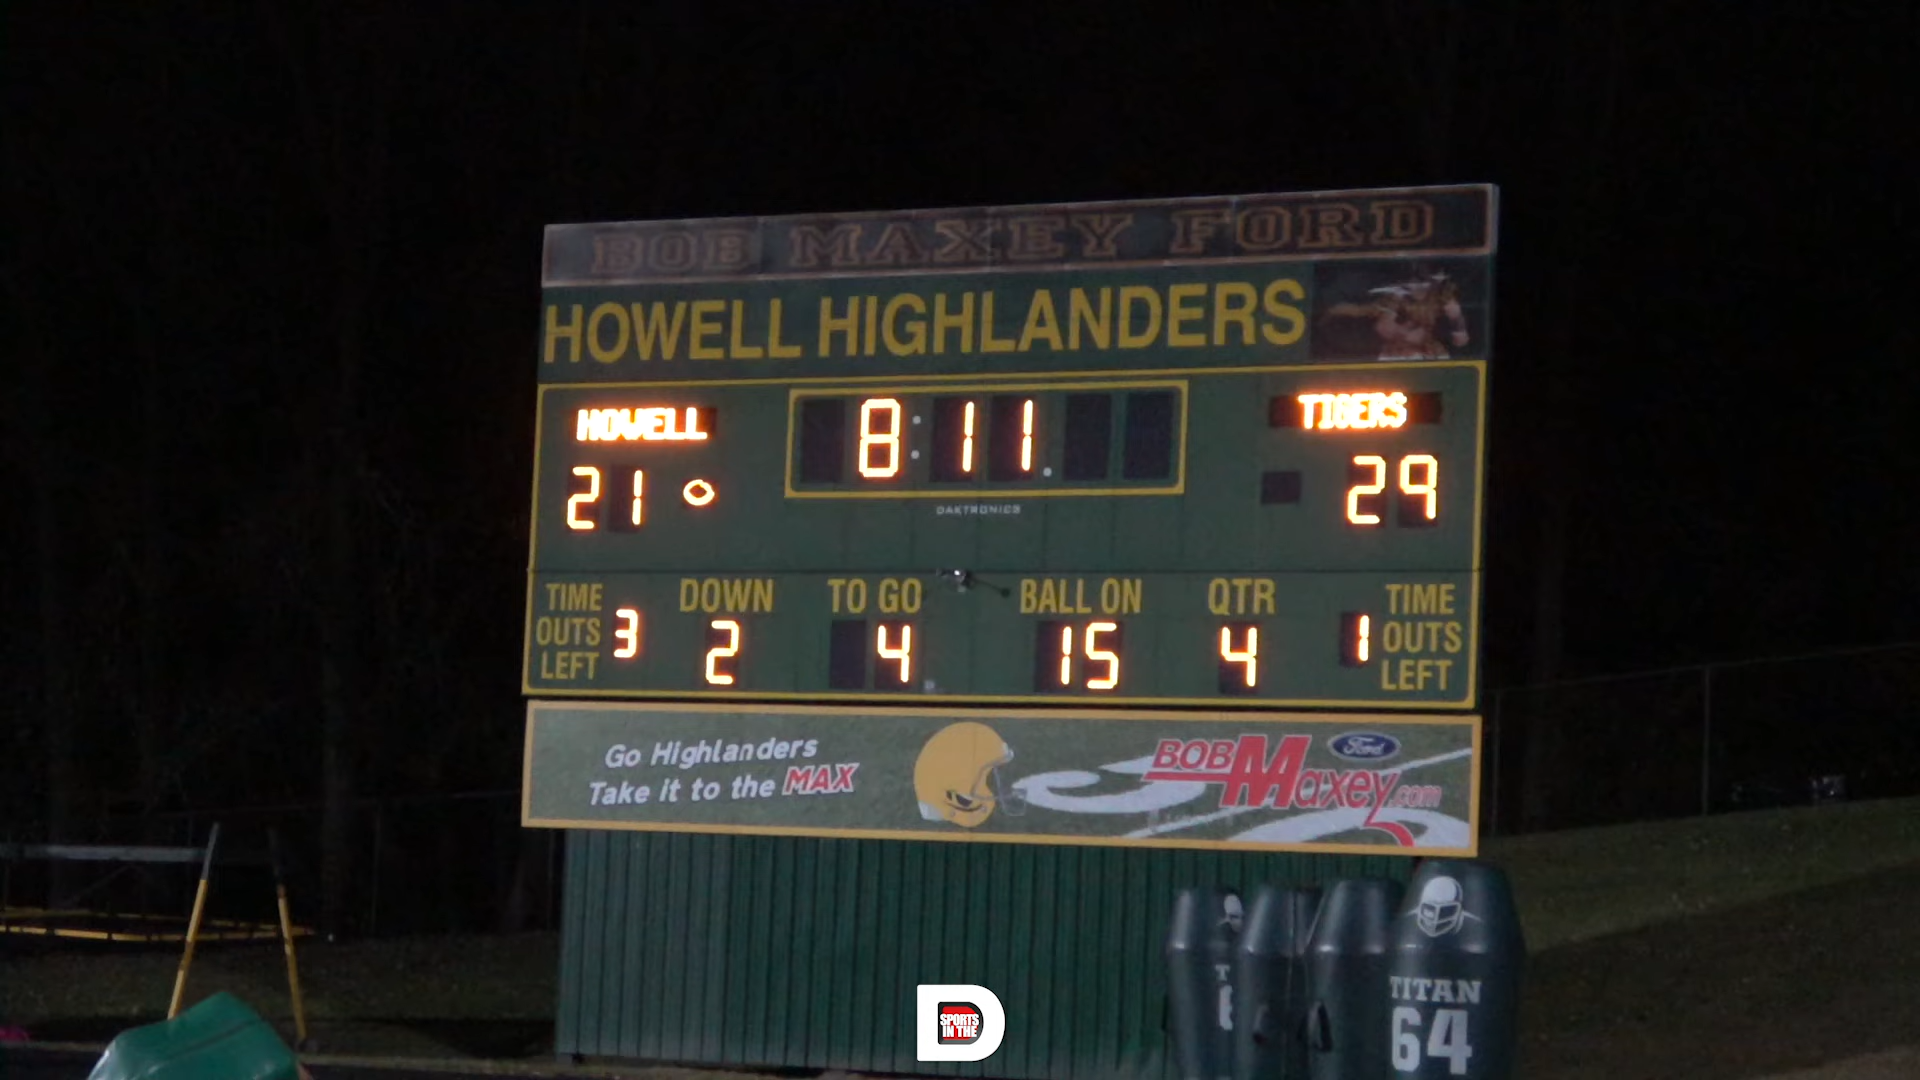 BOB MAXEY FORD
HOWELL HIGHLANDERS
HOWELL
8:11
TIGERS
21
29
DAKTRONICS
TIME OUTS LEFT
3
DOWN
2
TO GO
4
BALL ON
15
QTR
4
1
TIME OUTS LEFT
Go Highlanders
Take it to the MAX
BOB Maxey.com
Ford
TITAN
64
SPORTS
IN THE
D